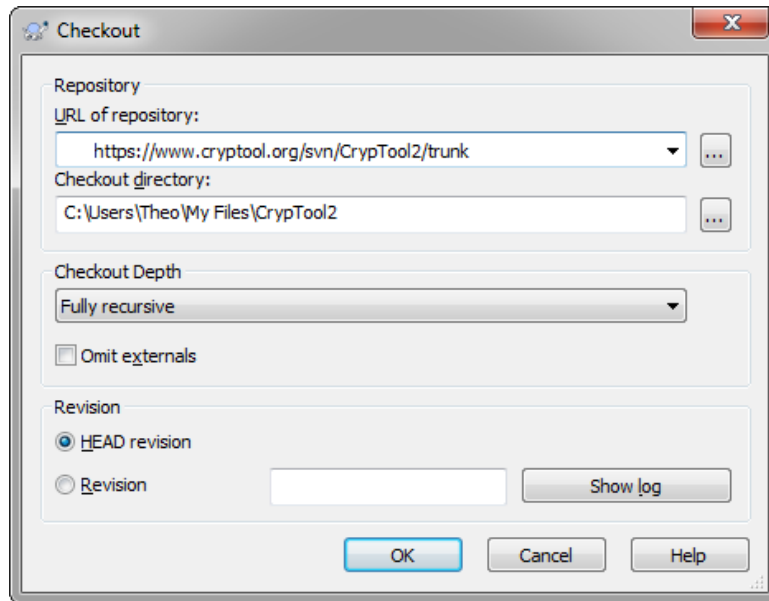 Checkout
X
Repository
URL of repository:
https://www.cryptool.org/svn/CrypTool2/trunk
...
Checkout directory:
C:\Users\Theo\My Files\CrypTool2
...
Checkout Depth
Fully recursive
Omit externals
Revision
HEAD revision
Revision
Show log
OK Cancel Help